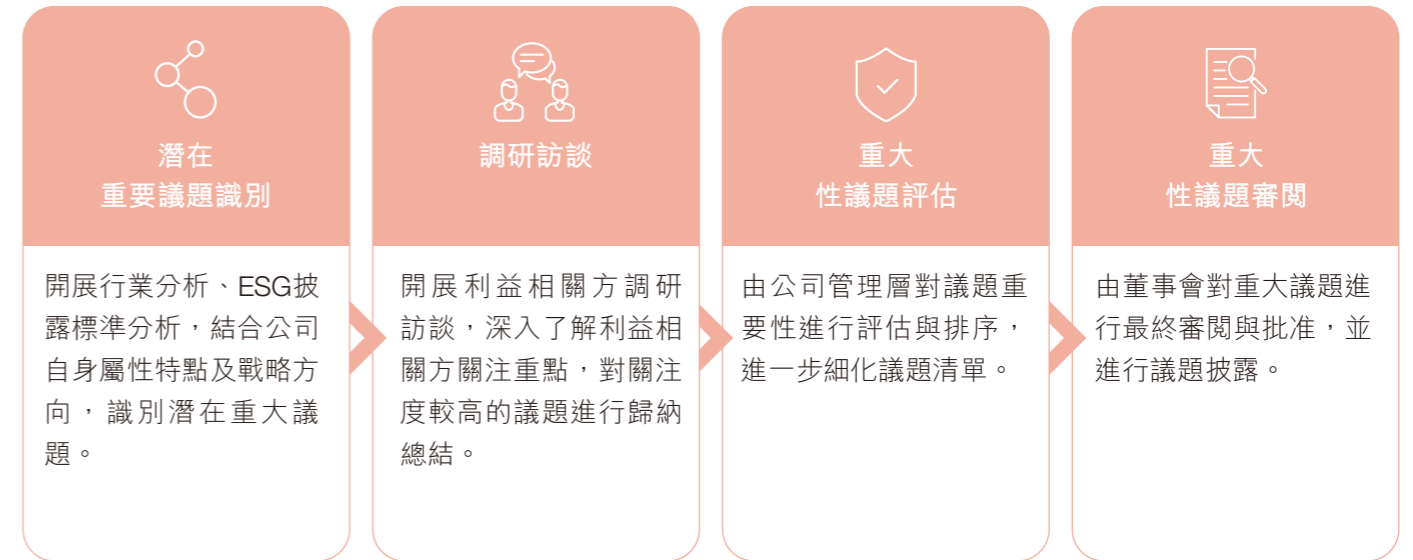 潛在
重要議題識別
開展行業分析、ESG披
露標準分析，結合公司
自身屬性特點及戰略方
向，識別潛在重大議
題。
調研訪談
開展利益相關方調研
訪談，深入了解利益相
關方關注重點，對關注
度較高的議題進行歸納
總結。
重大
性議題評估
由公司管理層對議題重
要性進行評估與排序，
進一步細化議題清單。
重大
性議題審閱
由董事會對重大議題進
行最終審閱與批准，並
進行議題披露。